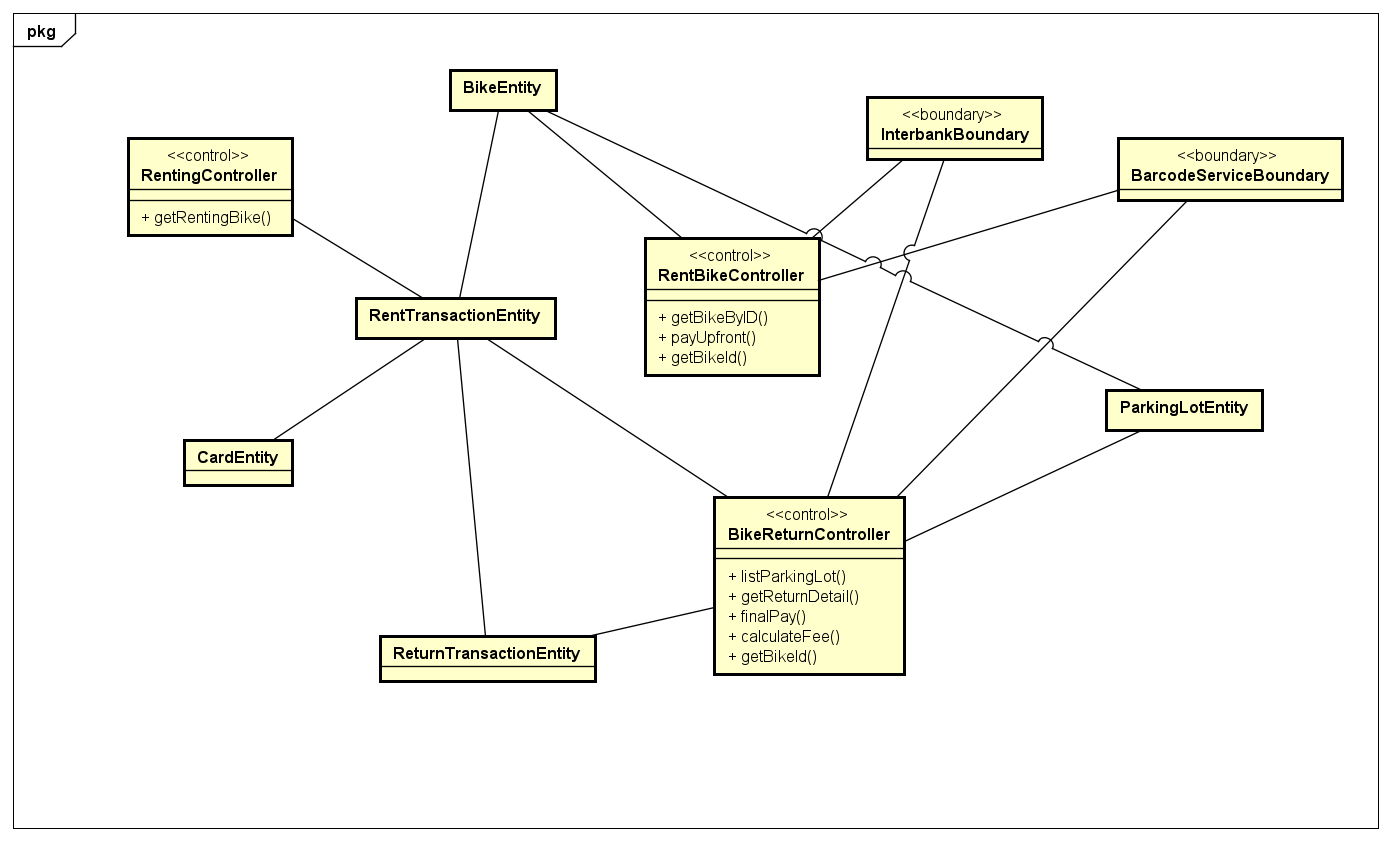 pkg
BikeEntity
<<boundary>>
InterbankBoundary
<<control>>
RentingController
+ getRentingBike()
<<boundary>>
BarcodeServiceBoundary
<<control>>
RentBikeController
+ getBikeByID()
+ payUpfront()
+ getBikeId()
RentTransactionEntity
ParkingLotEntity
CardEntity
<<control>>
BikeReturnController
+ listParkingLot()
+ getReturnDetail()
+ finalPay()
+ calculateFee()
+ getBikeId()
ReturnTransactionEntity